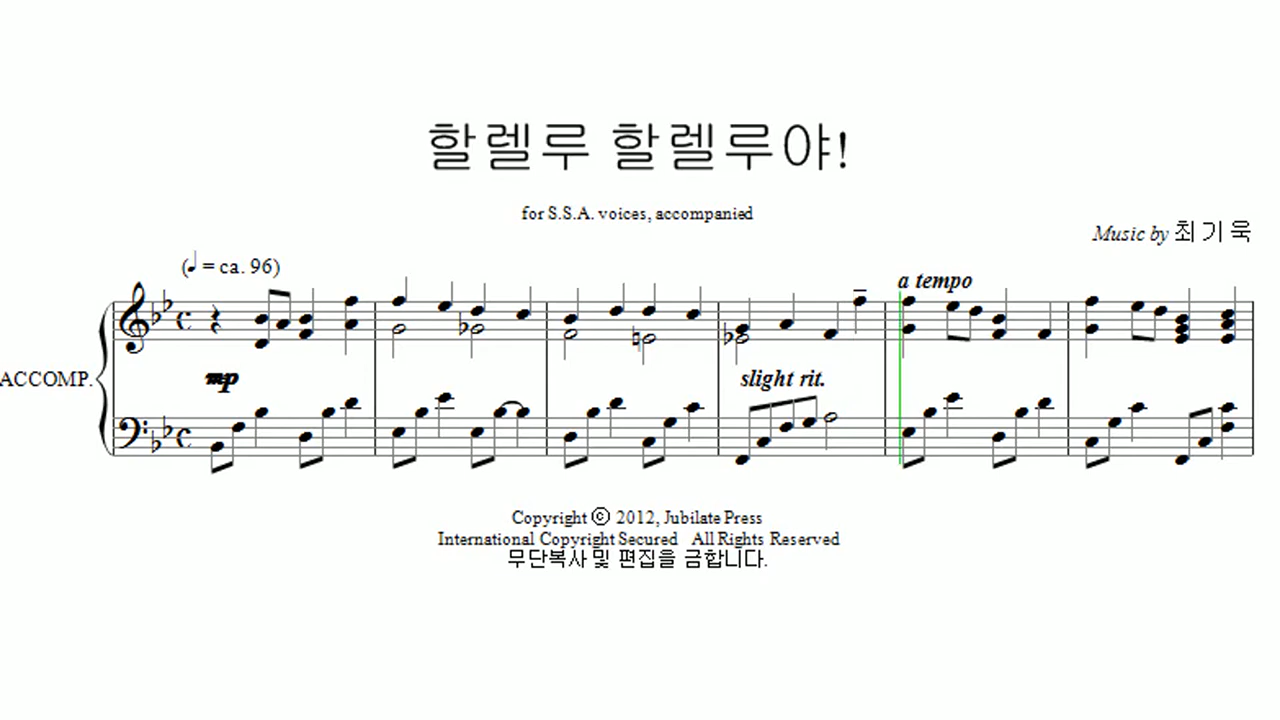 할렐루 할렐루야!
for S.S.A. voices, accompanied
Music by 최 기 욱
(♩ = ca. 96)
a tempo
ACCOMP.
mp
slight rit.
Copyright ⓒ 2012, Jubilate Press
International Copyright Secured All Rights Reserved
무단복사 및 편집을 금합니다.